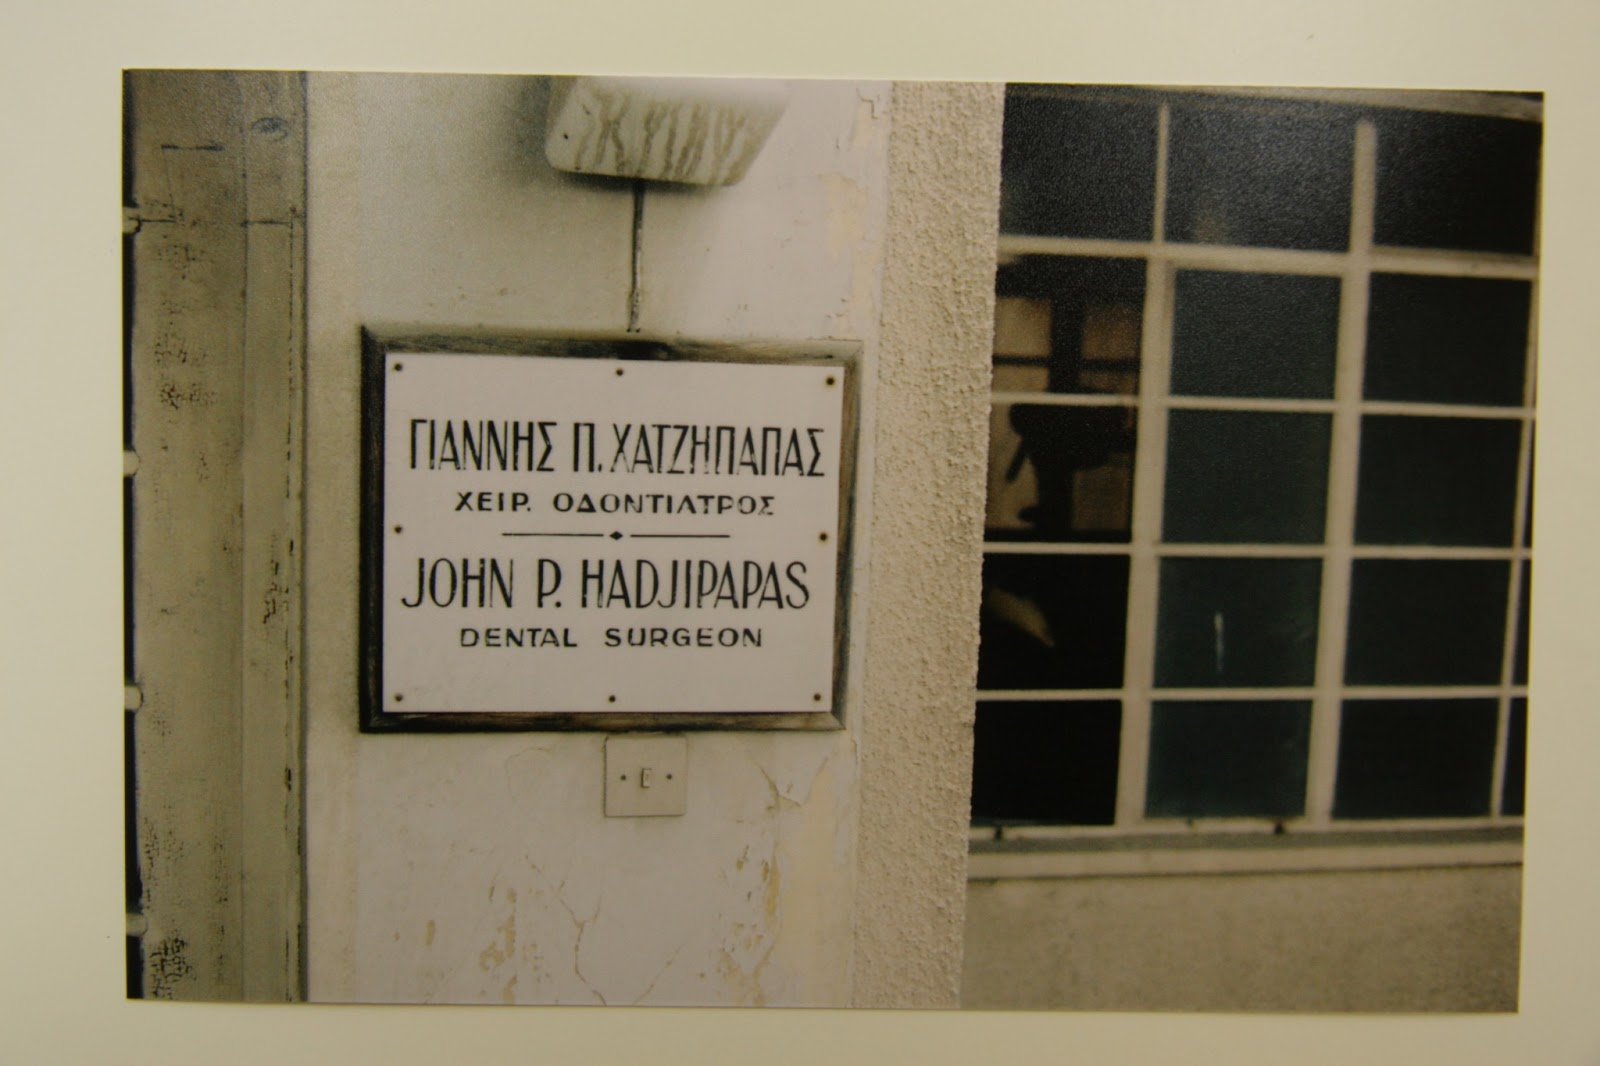 ΓΙΑΝΝΗΣ Π. ΧΑΤΖΗΠΑΠΑΣ
ΧΕΙΡ. ΟΔΟΝΤΙΑΤΡΟΣ
JOHN P. HADJIPAPAS
DENTAL SURGEON